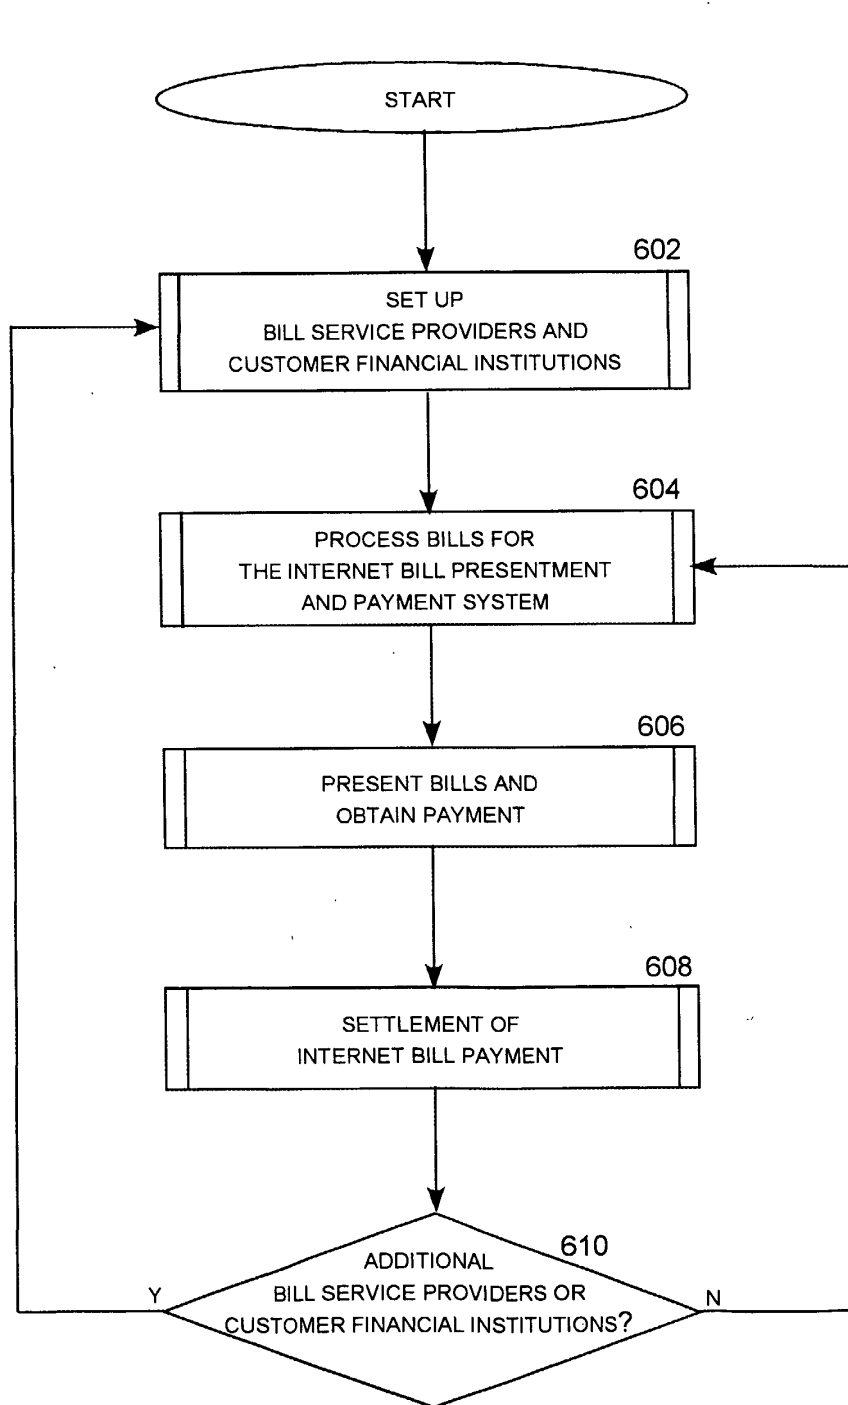 START
602
SET UP
BILL SERVICE PROVIDERS AND
CUSTOMER FINANCIAL INSTITUTIONS
604
PROCESS BILLS FOR
THE INTERNET BILL PRESENTMENT
AND PAYMENT SYSTEM
606
PRESENT BILLS AND
OBTAIN PAYMENT
608
SETTLEMENT OF
INTERNET BILL PAYMENT
610
ADDITIONAL
BILL SERVICE PROVIDERS OR
CUSTOMER FINANCIAL INSTITUTIONS?
Y
N